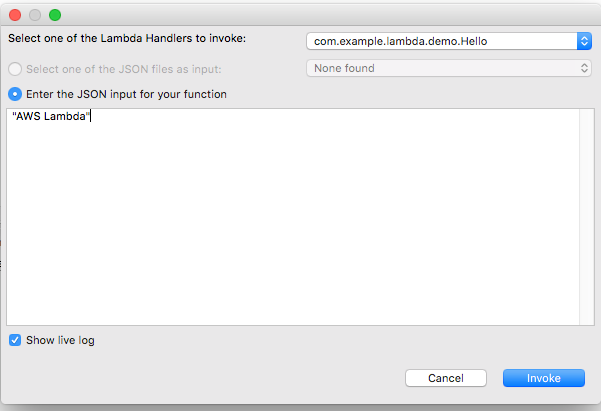 Select one of the Lambda Handlers to invoke:
com.example.lambda.demo.Hello
Select one of the JSON files as input:
None found
Enter the JSON input for your function
"AWS Lambda"
Show live log
Cancel
Invoke